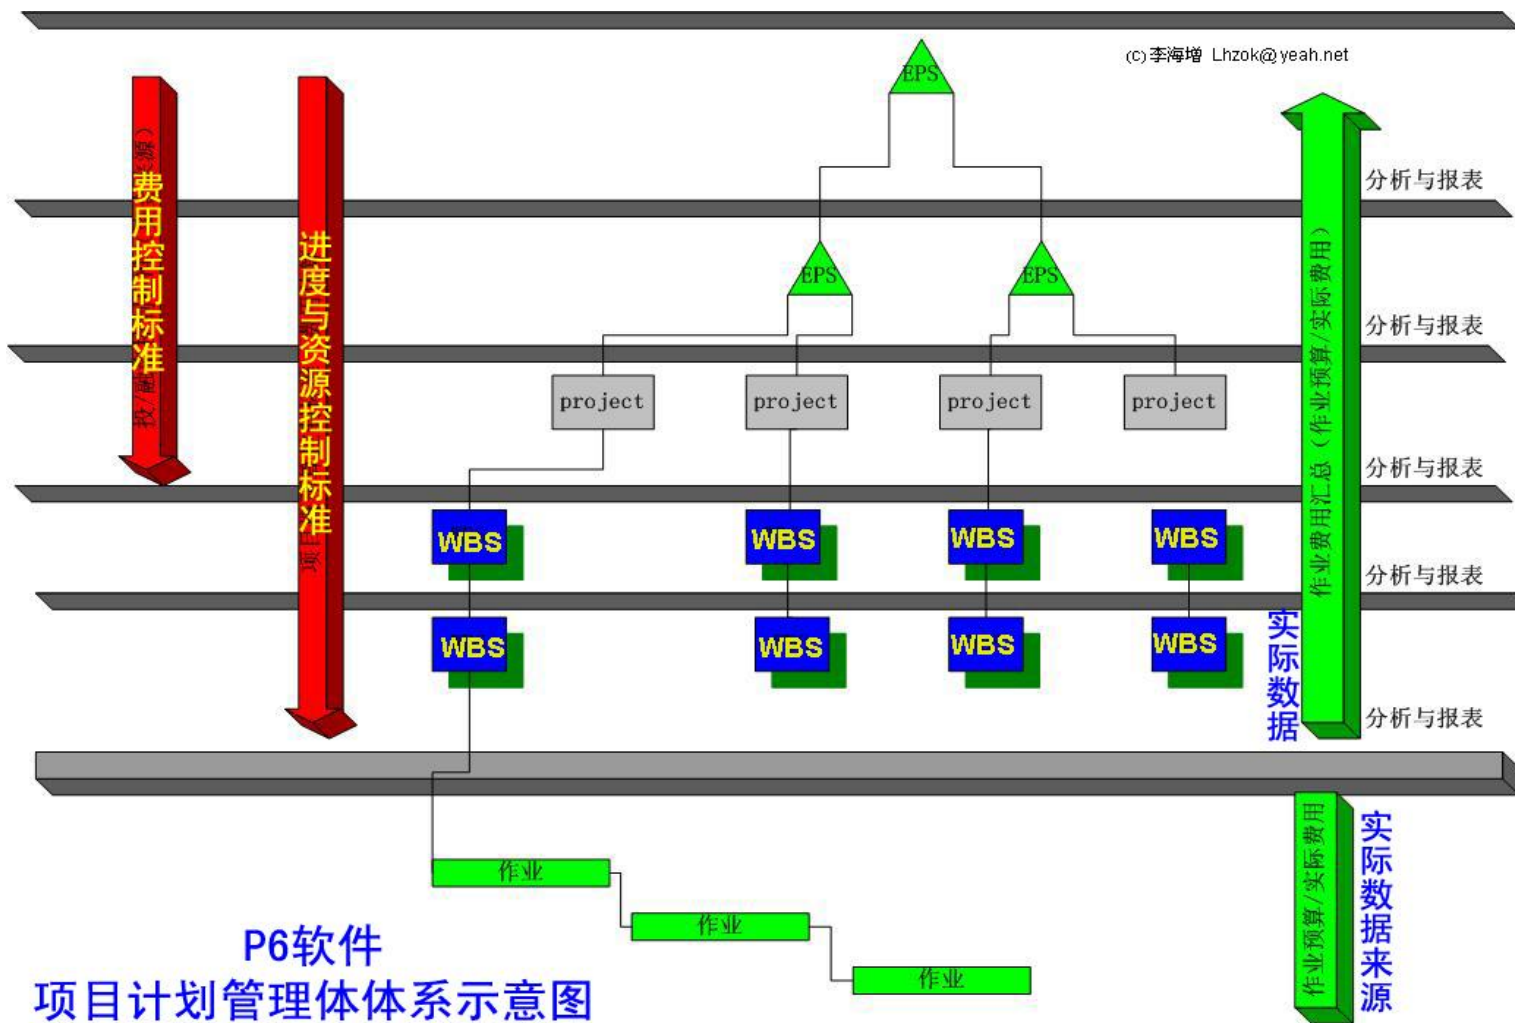 (c) 李海增 Lhzok@yeah.net
EPS
分析与报表
EPS
EPS
分析与报表
project
project
project
project
分析与报表
WBS
WBS
WBS
WBS
分析与报表
WBS
WBS
WBS
WBS
分析与报表
费用控制标准
进度与资源控制标准
作业费用汇总（作业预算/实际费用）
实际数据
作业
作业
作业
作业预算/实际费用
实际数据来源
P6软件
项目计划管理体体系示意图